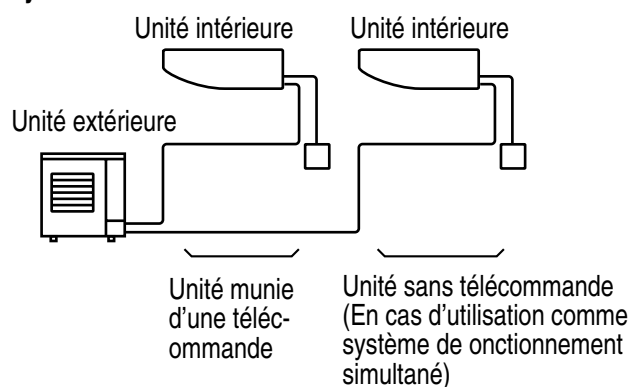 Unité intérieure
Unité intérieure
Unité extérieure
Unité munie
d'une téléc-
ommande
Unité sans télécommande
(En cas d'utilisation comme
système de onctionnement
simultané)